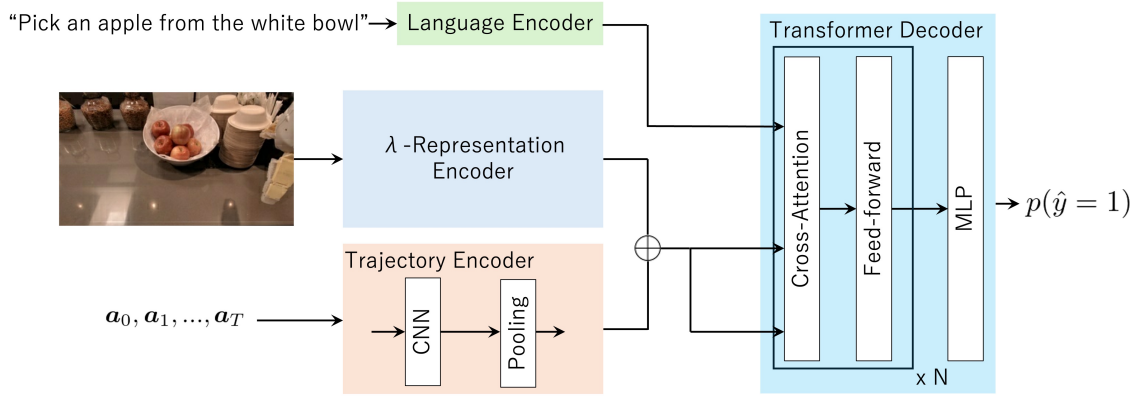 “Pick an apple from the white bowl”
Language Encoder
λ -Representation
Encoder
Trajectory Encoder
a₀, a₁, ..., a_T
CNN
Pooling
Transformer Decoder
Cross-Attention
Feed-forward
x N
MLP
p(ŷ = 1)